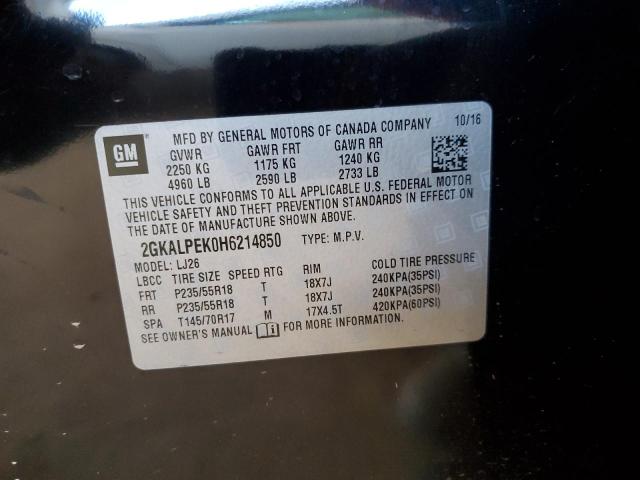 GM
MFD BY GENERAL MOTORS OF CANADA COMPANY 10/16
GVWR GAWR FRT GAWR RR
2250 KG 1175 KG 1240 KG
4960 LB 2590 LB 2733 LB
THIS VEHICLE CONFORMS TO ALL APPLICABLE U.S. FEDERAL MOTOR
VEHICLE SAFETY AND THEFT PREVENTION STANDARDS IN EFFECT ON
THE DATE OF MANUFACTURE SHOWN ABOVE.
2GKALPEK0H6214850 TYPE: M.P.V.
MODEL: LJ26
LBCC TIRE SIZE SPEED RTG RIM COLD TIRE PRESSURE
FRT P235/55R18 T 18X7J 240KPA(35PSI)
RR P235/55R18 T 18X7J 240KPA(35PSI)
SPA T145/70R17 M 17X4.5T 420KPA(60PSI)
SEE OWNER'S MANUAL FOR MORE INFORMATION.